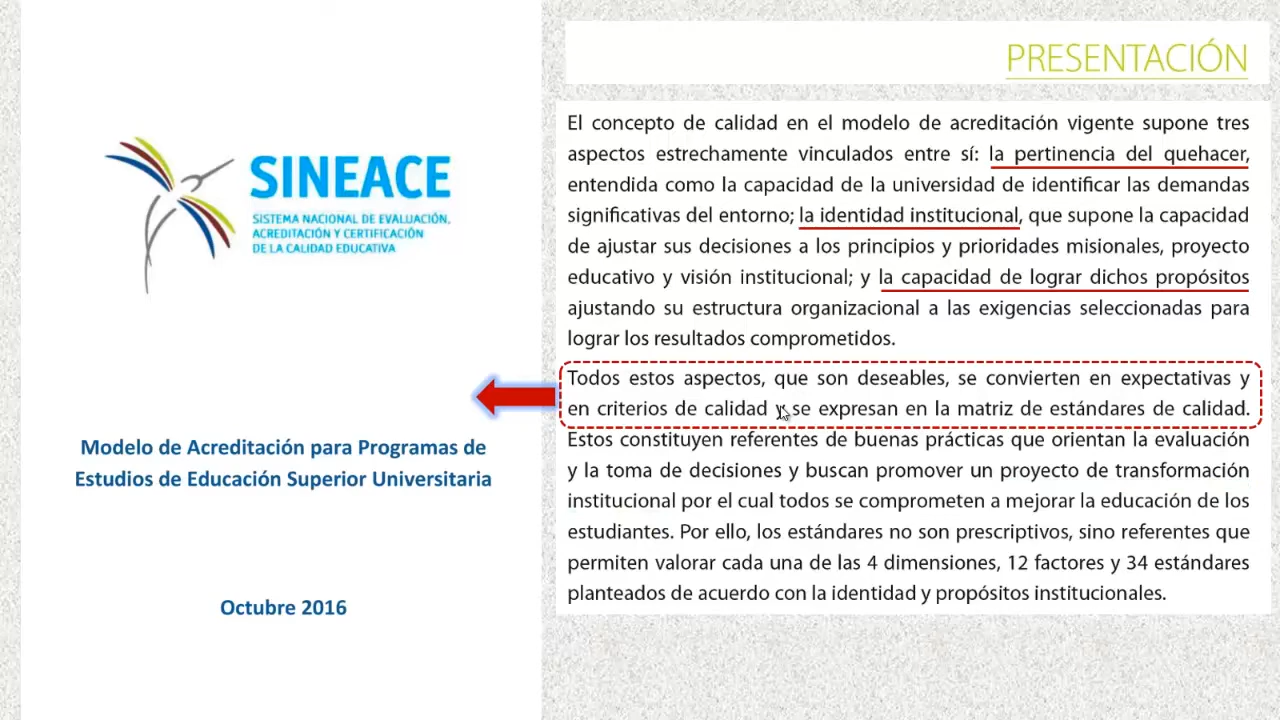 SINEACE
SISTEMA NACIONAL DE EVALUACIÓN,
ACREDITACIÓN Y CERTIFICACIÓN
DE LA CALIDAD EDUCATIVA
Modelo de Acreditación para Programas de
Estudios de Educación Superior Universitaria
Octubre 2016
PRESENTACIÓN
El concepto de calidad en el modelo de acreditación vigente supone tres
aspectos estrechamente vinculados entre sí: la pertinencia del quehacer,
entendida como la capacidad de la universidad de identificar las demandas
significativas del entorno; la identidad institucional, que supone la capacidad
de ajustar sus decisiones a los principios y prioridades misionales, proyecto
educativo y visión institucional; y la capacidad de lograr dichos propósitos
ajustando su estructura organizacional a las exigencias seleccionadas para
lograr los resultados comprometidos.
Todos estos aspectos, que son deseables, se convierten en expectativas y
en criterios de calidad y se expresan en la matriz de estándares de calidad.
Estos constituyen referentes de buenas prácticas que orientan la evaluación
y la toma de decisiones y buscan promover un proyecto de transformación
institucional por el cual todos se comprometen a mejorar la educación de los
estudiantes. Por ello, los estándares no son prescriptivos, sino referentes que
permiten valorar cada una de las 4 dimensiones, 12 factores y 34 estándares
planteados de acuerdo con la identidad y propósitos institucionales.